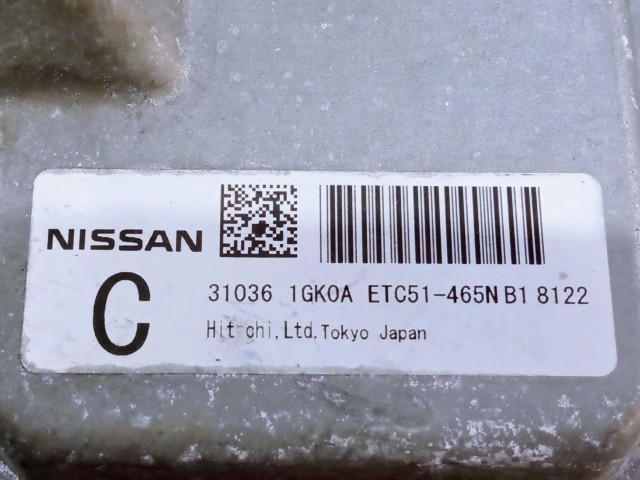 NISSAN
C
31036 1GK0A ETC51-465N B1 8122
Hit chi, Ltd. Tokyo Japan